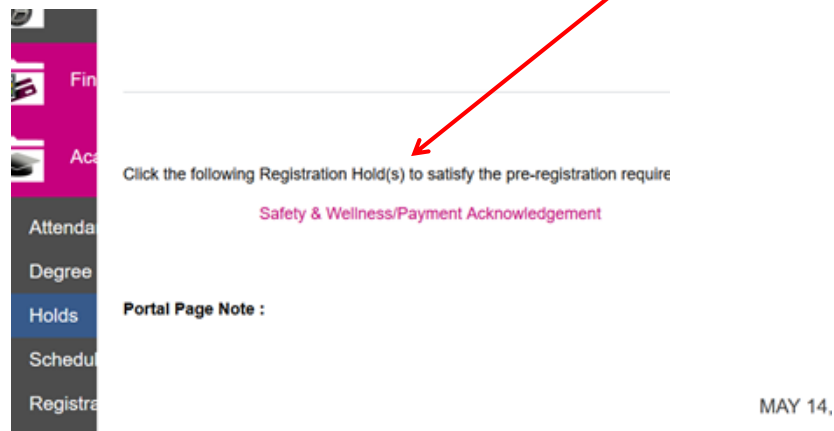 Fin
Aca
Click the following Registration Hold(s) to satisfy the pre-registration require
Safety & Wellness/Payment Acknowledgement
Attenda
Degree
Holds
Portal Page Note :
Schedul
Registra
MAY 14,